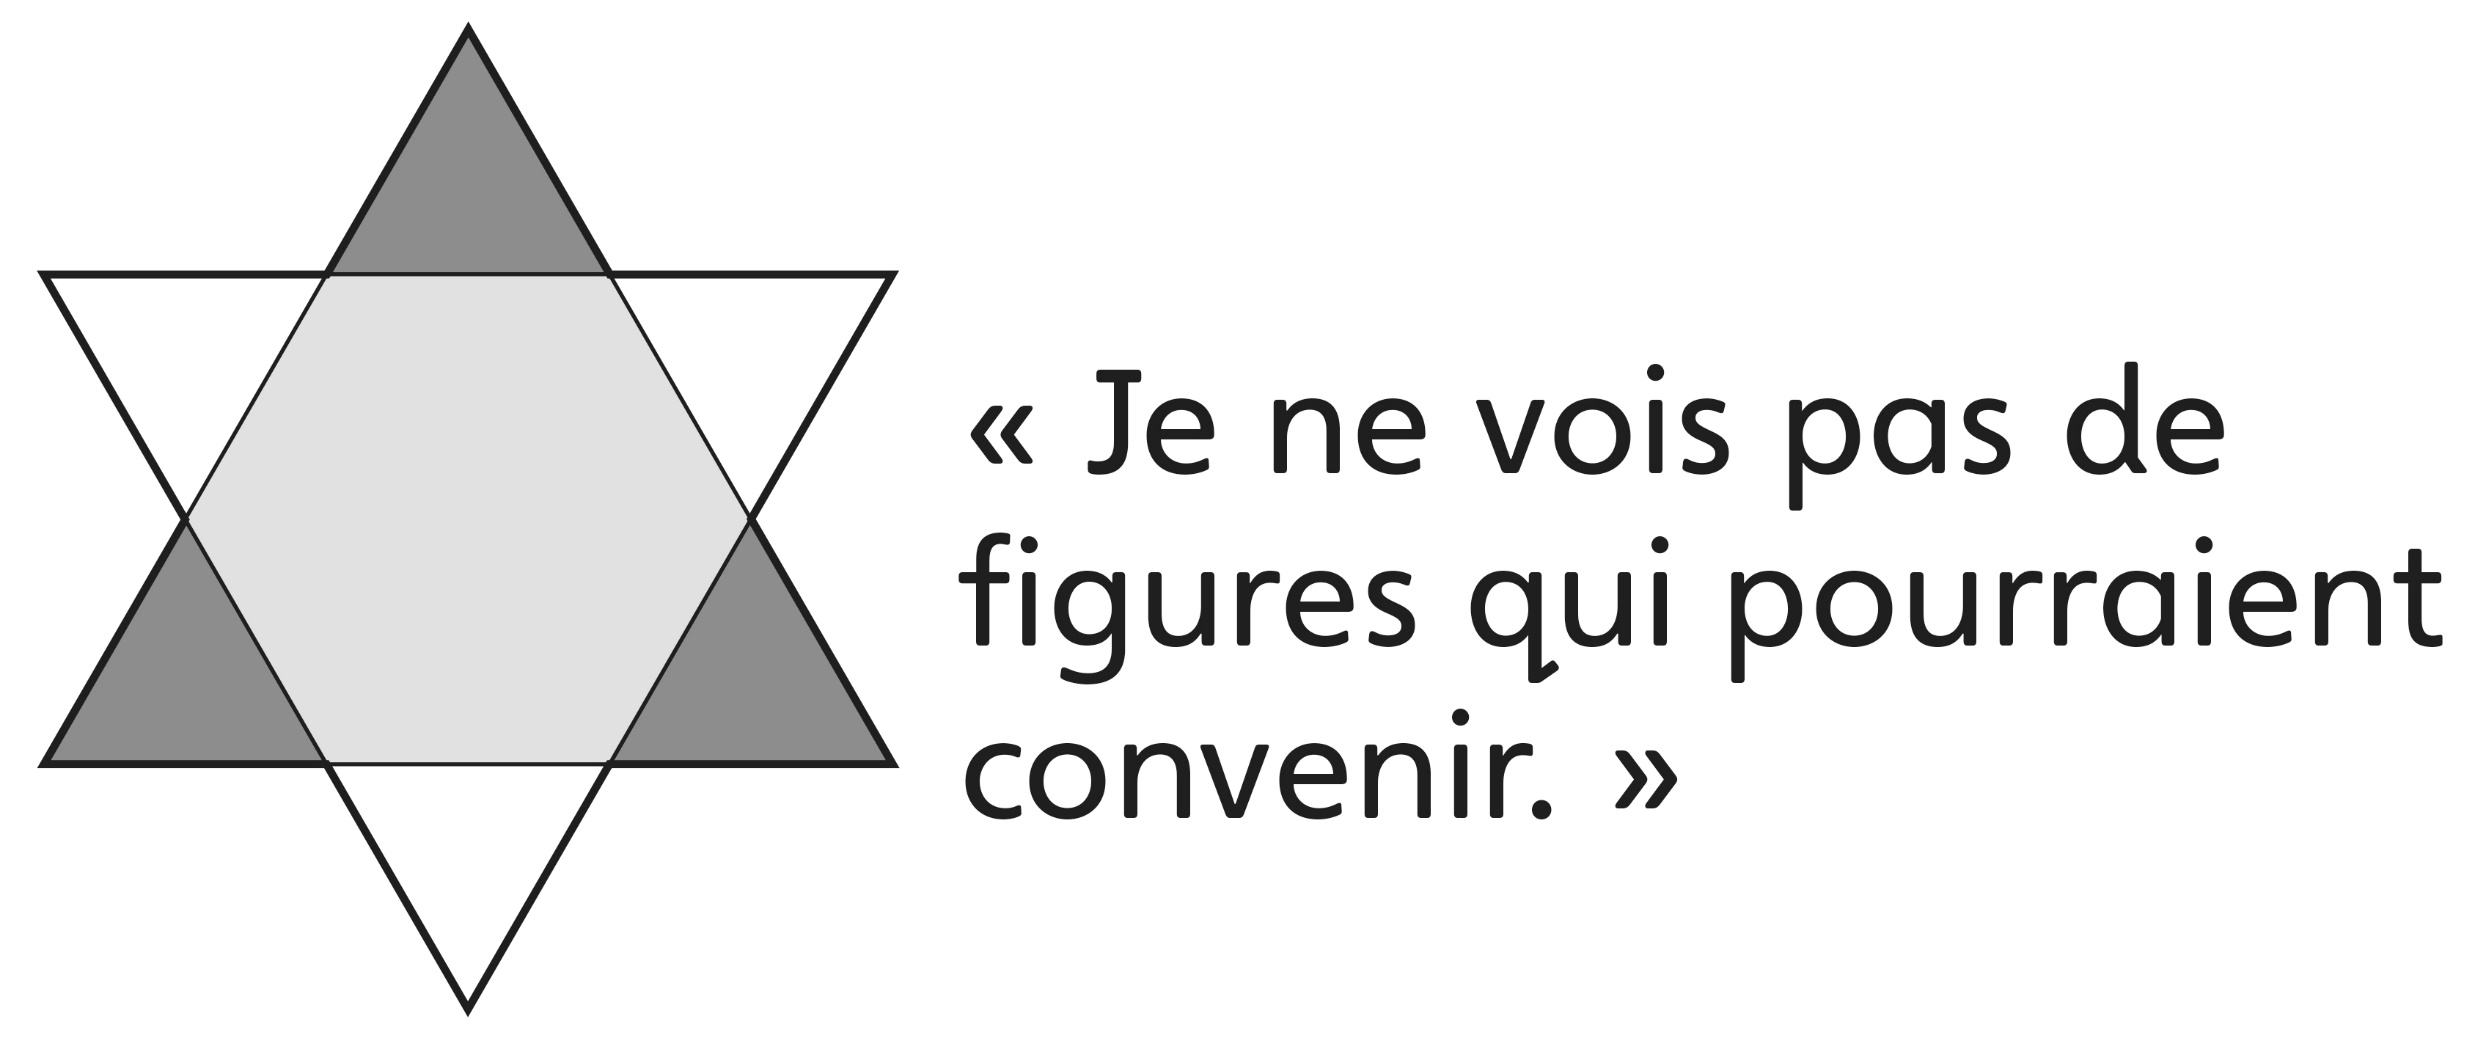 « Je ne vois pas de
figures qui pourraient
convenir. »